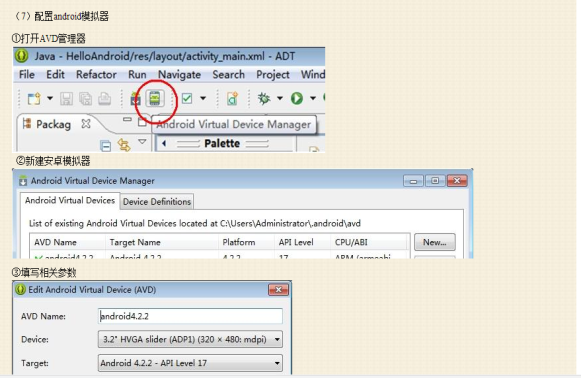 （7）配置android模拟器
①打开AVD管理器
Java - HelloAndroid/res/layout/activity_main.xml - ADT
File Edit Refactor Run Navigate Search Project Wind
Packag
Android Virtual Device Manager
Palette
②新建安卓模拟器
Android Virtual Device Manager
Android Virtual Devices Device Definitions
List of existing Android Virtual Devices located at C:\Users\Administrator\.android\avd
AVD Name Target Name Platform API Level CPU/ABI New...
android4.2.2 Android 4.2.2 4.2.2 17 ARM (armeabi
③填写相关参数
Edit Android Virtual Device (AVD)
AVD Name: android4.2.2
Device: 3.2" HVGA slider (ADP1) (320 × 480: mdpi)
Target: Android 4.2.2 - API Level 17